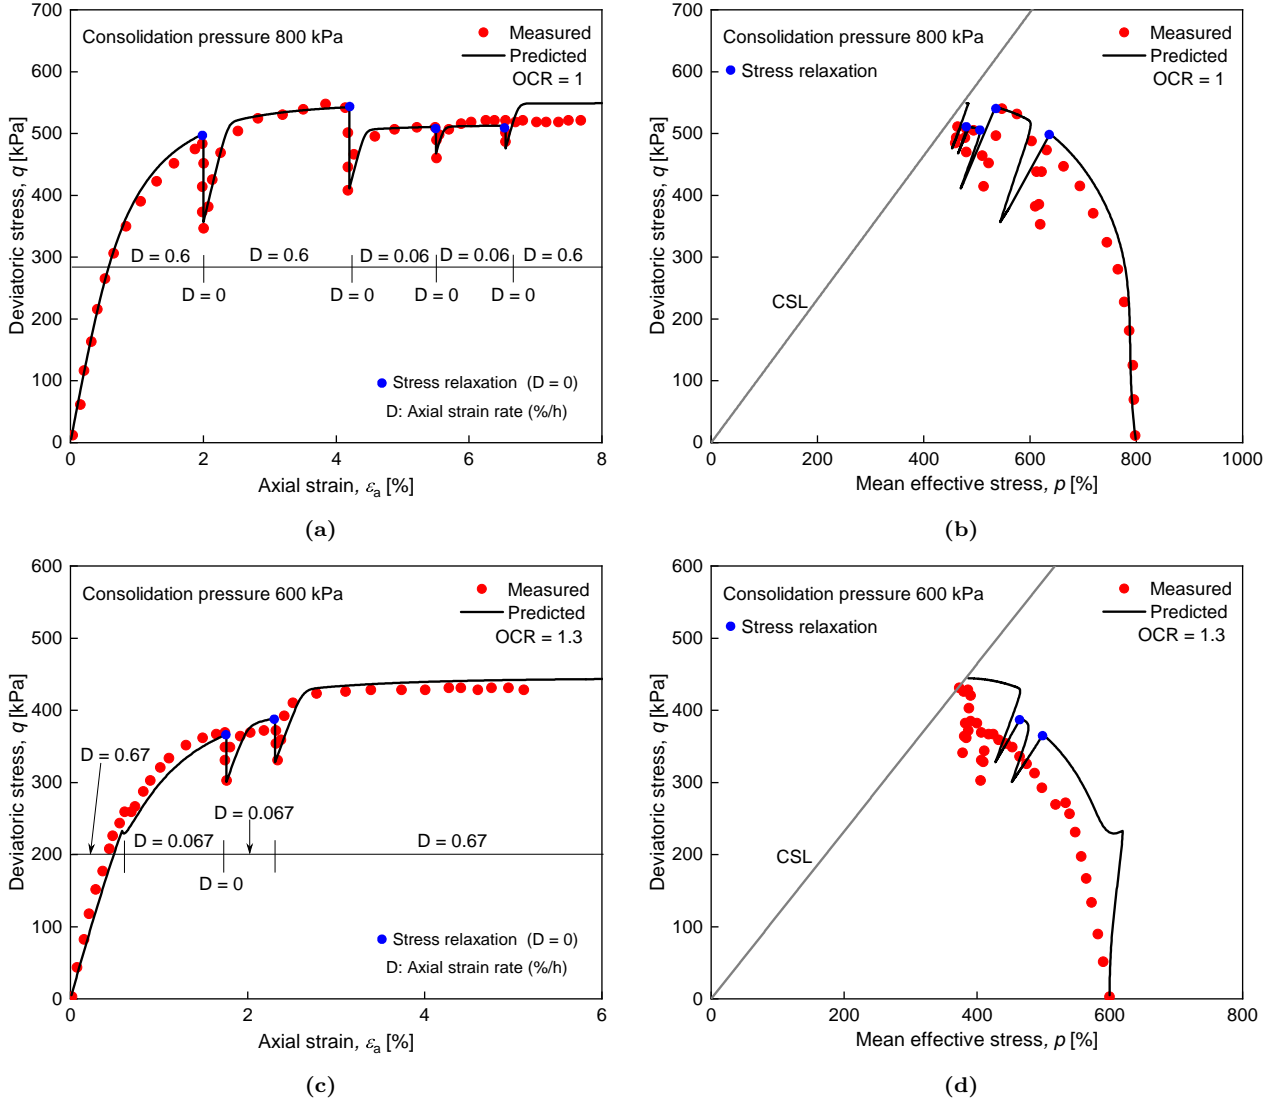 700
600
500
400
300
200
100
0
Deviatoric stress, q [kPa]
Consolidation pressure 800 kPa
Measured
Predicted
OCR = 1
D = 0.6
D = 0.6
D = 0.06
D = 0.06
D = 0.6
D = 0
D = 0
D = 0
D = 0
Stress relaxation (D = 0)
D: Axial strain rate (%/h)
0
2
4
6
8
Axial strain, εa [%]
(a)
700
600
500
400
300
200
100
0
Deviatoric stress, q [kPa]
Consolidation pressure 800 kPa
Stress relaxation
Measured
Predicted
OCR = 1
CSL
0
200
400
600
800
1000
Mean effective stress, p [%]
(b)
600
500
400
300
200
100
0
Deviatoric stress, q [kPa]
Consolidation pressure 600 kPa
Measured
Predicted
OCR = 1.3
D = 0.67
D = 0.067
D = 0.067
D = 0.67
D = 0
Stress relaxation (D = 0)
D: Axial strain rate (%/h)
0
2
4
6
Axial strain, εa [%]
(c)
600
500
400
300
200
100
0
Deviatoric stress, q [kPa]
Consolidation pressure 600 kPa
Stress relaxation
Measured
Predicted
OCR = 1.3
CSL
0
200
400
600
800
Mean effective stress, p [%]
(d)